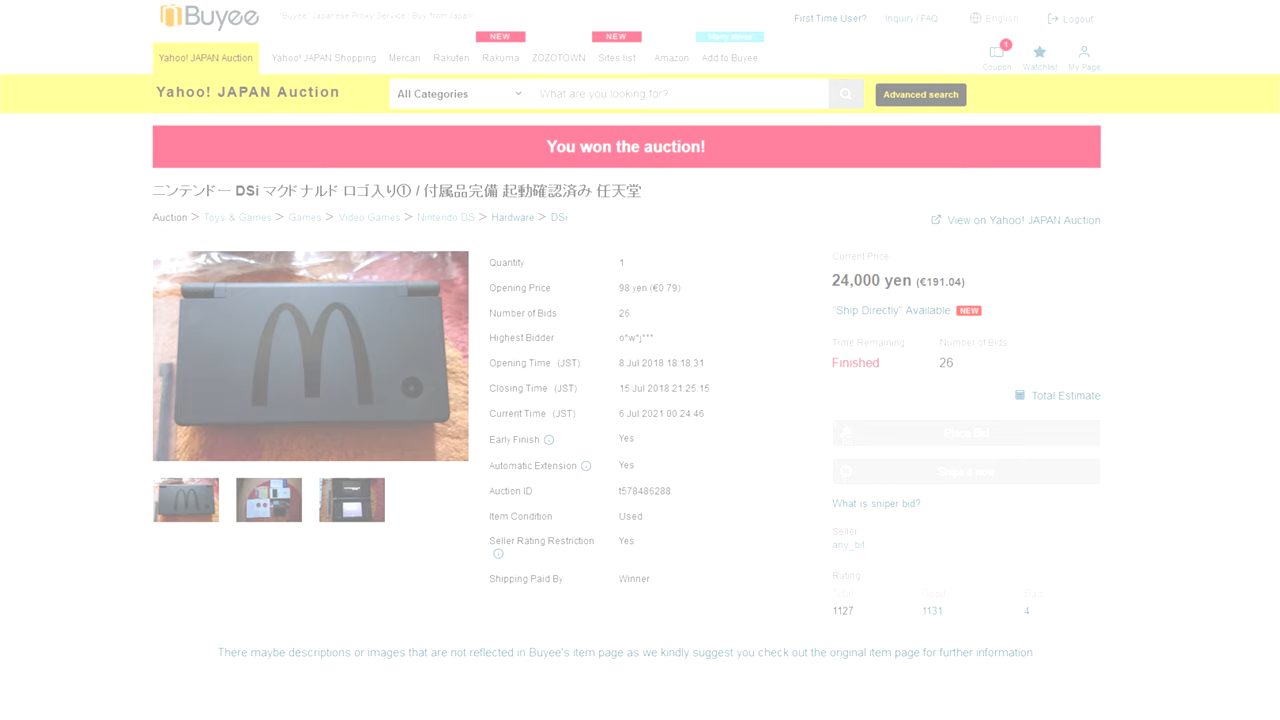 Buyee
"Buyee" Japanese Proxy Service | Buy from Japan
First Time User?
Inquiry / FAQ
English
Logout
NEW
NEW
Many stores
Yahoo! JAPAN Auction
Yahoo! JAPAN Shopping
Mercari
Rakuten
Rakuma
ZOZOTOWN
Sites list
Amazon
Add to Buyee
1
Coupon
Watchlist
My Page
Yahoo! JAPAN Auction
All Categories
What are you looking for?
Advanced search
You won the auction!
ニンテンドー DSi マクドナルド ロゴ入り① / 付属品完備 起動確認済み 任天堂
Auction > Toys & Games > Games > Video Games > Nintendo DS > Hardware > DSi
View on Yahoo! JAPAN Auction
Quantity 1
Opening Price 98 yen (€0.79)
Number of Bids 26
Highest Bidder o*w*j***
Opening Time (JST) 8 Jul 2018 18:18:31
Closing Time (JST) 15 Jul 2018 21:25:15
Current Time (JST) 6 Jul 2021 00:24:46
Early Finish Yes
Automatic Extension Yes
Auction ID t578486288
Item Condition Used
Seller Rating Restriction Yes
Shipping Paid By Winner
Current Price
24,000 yen (€191.04)
"Ship Directly" Available NEW
Time Remaining Number of Bids
Finished 26
Total Estimate
Place Bid
Snipe it now
What is sniper bid?
Seller
any_bit
Rating
Total Good Bad
1127 1131 4
There maybe descriptions or images that are not reflected in Buyee's item page as we kindly suggest you check out the original item page for further information